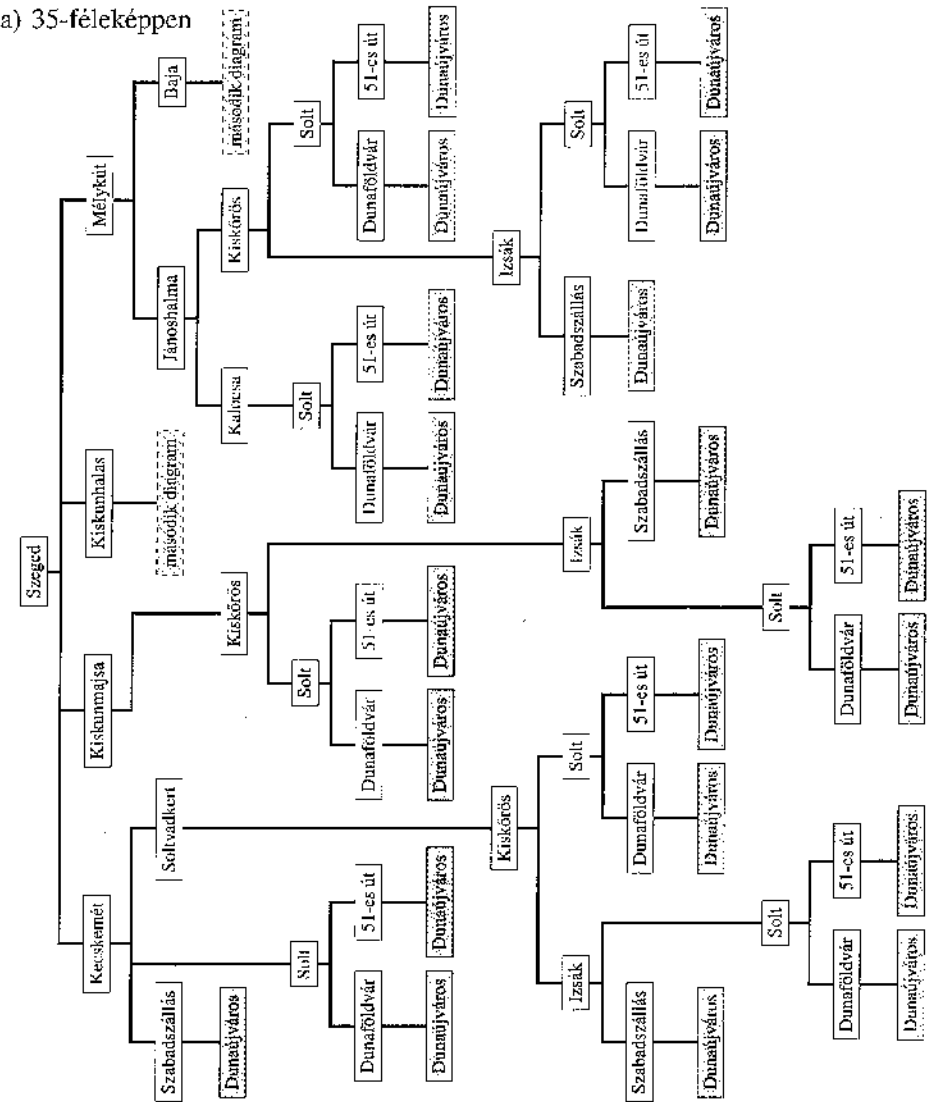 a) 35-féleképpen
Szeged
Kecskemét
Kiskunmajsa
Kiskunhalas
Mélykút
Szabadszállás
Soltvadkert
második diagram
Jánoshalma
Baja
Dunaújváros
Kiskőrös
Kalocsa
Kiskőrös
második diagram
Solt
Solt
Solt
Solt
Dunaföldvár
51-es út
Dunaföldvár
51-es út
Dunaföldvár
51-es út
Dunaföldvár
51-es út
Dunaújváros
Dunaújváros
Dunaújváros
Dunaújváros
Dunaújváros
Dunaújváros
Dunaújváros
Dunaújváros
Kiskőrös
Izsák
Izsák
Solt
Izsák
Szabadszállás
Szabadszállás
Solt
Szabadszállás
Dunaföldvár
51-es út
Dunaújváros
Dunaújváros
Dunaföldvár
51-es út
Dunaújváros
Dunaújváros
Dunaújváros
Dunaújváros
Dunaújváros
Solt
Solt
Dunaföldvár
51-es út
Dunaföldvár
51-es út
Dunaújváros
Dunaújváros
Dunaújváros
Dunaújváros